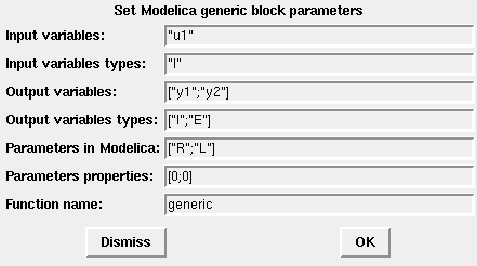 Set Modelica generic block parameters
Input variables: "u1"
Input variables types: "I"
Output variables: ["y1";"y2"]
Output variables types: ["I";"E"]
Parameters in Modelica: ["R";"L"]
Parameters properties: [0;0]
Function name: generic
Dismiss OK